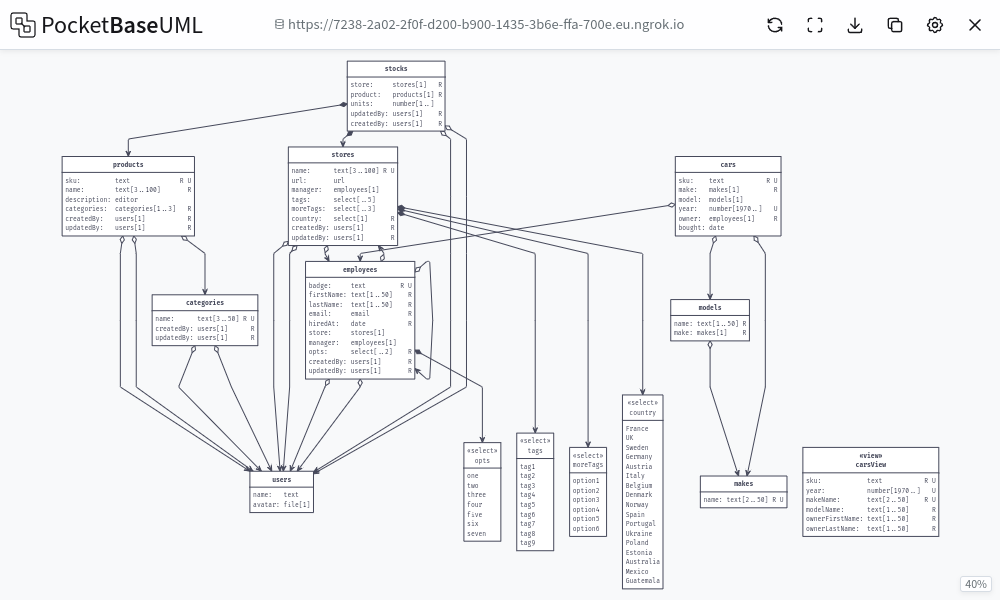 PocketBaseUML
https://7238-2a02-2f0f-d200-b900-1435-3b6e-ffa-700e.eu.ngrok.io
stocks
store: stores[1] R
product: products[1] R
units: number[1..]
updatedBy: users[1] R
createdBy: users[1] R
products
sku: text R U
name: text[3..100] R
description: editor
categories: categories[1..3] R
createdBy: users[1] R
updatedBy: users[1] R
stores
name: text[3..100] R U
url: url
manager: employees[1]
tags: select[..5]
moreTags: select[..3]
country: select[1] R
createdBy: users[1] R
updatedBy: users[1] R
cars
sku: text R U
make: makes[1] R
model: models[1]
year: number[1970..] U
owner: employees[1] R
bought: date
employees
badge: text R U
firstName: text[1..50] R
lastName: text[1..50] R
email: email R
hiredAt: date R
store: stores[1]
manager: employees[1]
opts: select[..2] R
createdBy: users[1] R
updatedBy: users[1] R
categories
name: text[3..50] R U
createdBy: users[1] R
updatedBy: users[1] R
models
name: text[1..50] R
make: makes[1] R
users
name: text
avatar: file[1]
«select»
opts
one
two
three
four
five
six
seven
«select»
tags
tag1
tag2
tag3
tag4
tag5
tag6
tag7
tag8
tag9
«select»
moreTags
option1
option2
option3
option4
option5
option6
«select»
country
France
UK
Sweden
Germany
Austria
Italy
Belgium
Denmark
Norway
Spain
Portugal
Ukraine
Poland
Estonia
Australia
Mexico
Guatemala
makes
name: text[2..50] R U
«view»
carsView
sku: text R U
year: number[1970..] U
makeName: text[2..50] R U
modelName: text[1..50] R
ownerFirstName: text[1..50] R
ownerLastName: text[1..50] R
40%